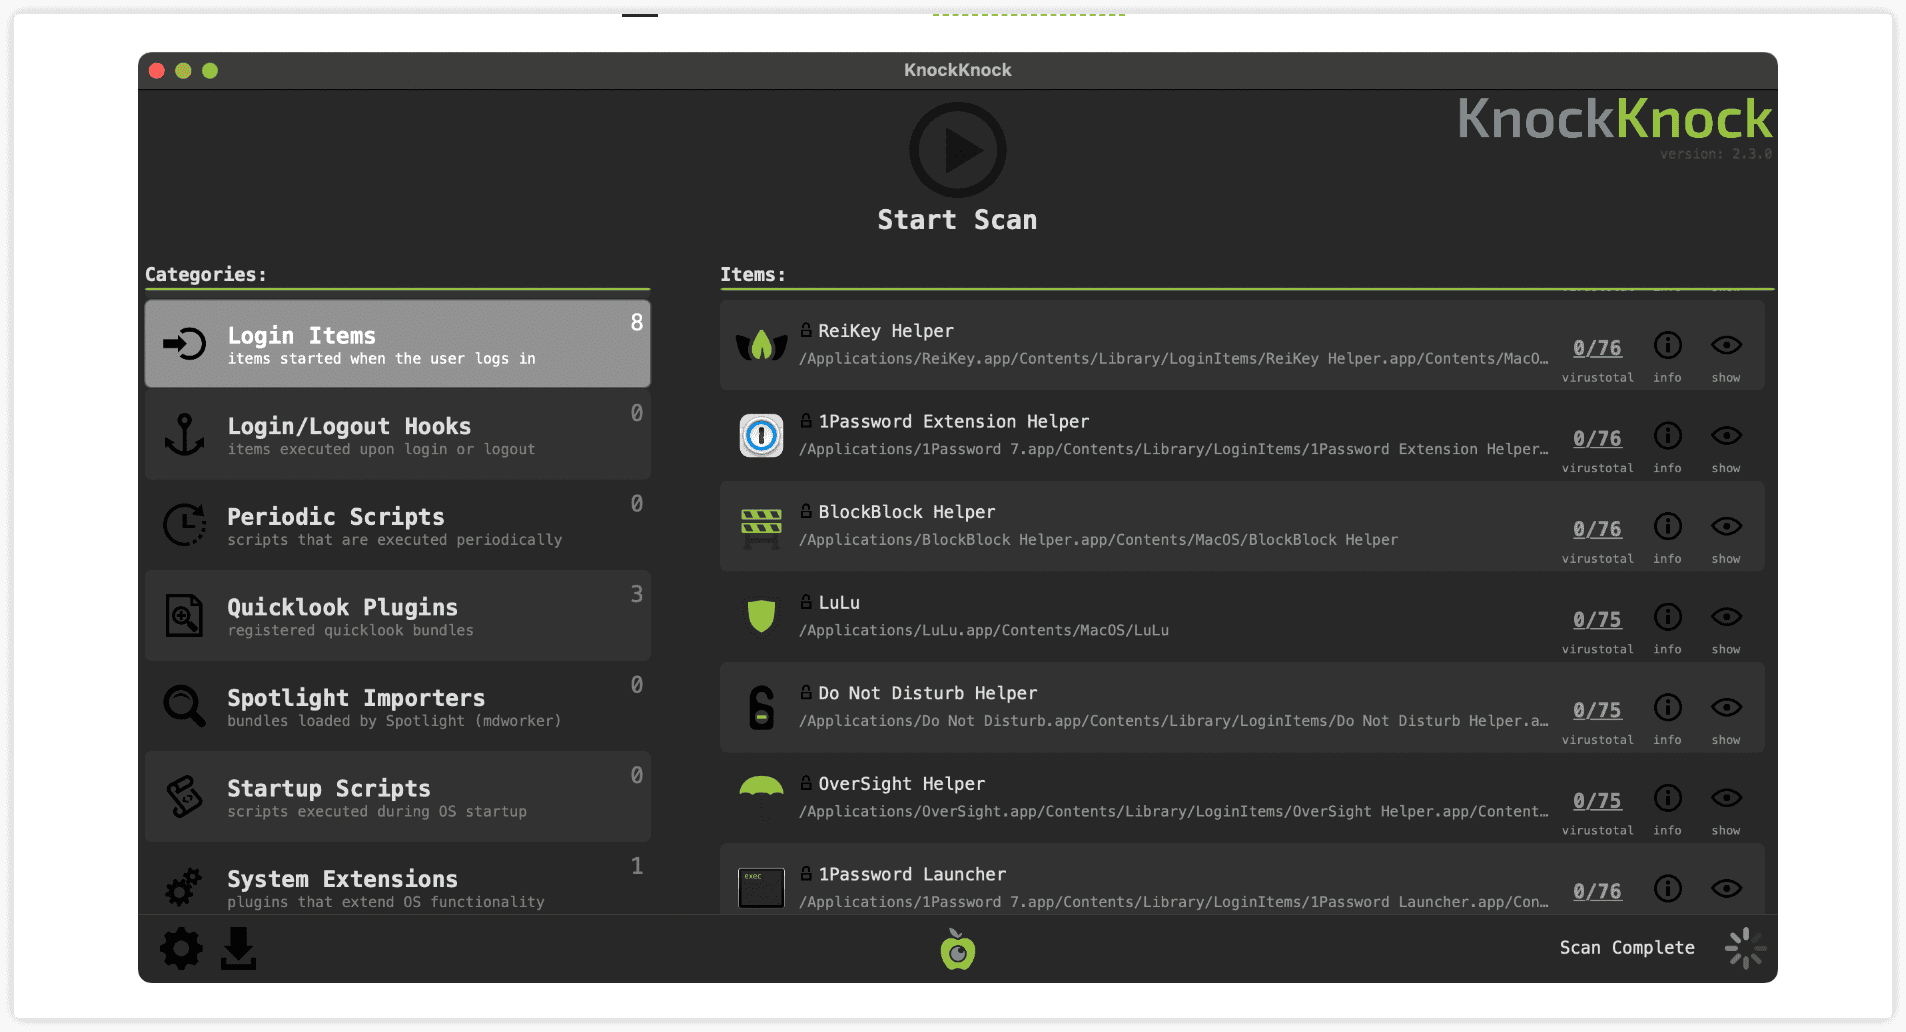 KnockKnock
KnockKnock
version: 2.3.0
Start Scan
Categories:
Login Items
8
items started when the user logs in
Login/Logout Hooks
0
items executed upon login or logout
Periodic Scripts
0
scripts that are executed periodically
Quicklook Plugins
3
registered quicklook bundles
Spotlight Importers
0
bundles loaded by Spotlight (mdworker)
Startup Scripts
0
scripts executed during OS startup
System Extensions
1
plugins that extend OS functionality
Items:
ReiKey Helper
/Applications/ReiKey.app/Contents/Library/LoginItems/ReiKey Helper.app/Contents/MacO…
0/76
virustotal info show
1Password Extension Helper
/Applications/1Password 7.app/Contents/Library/LoginItems/1Password Extension Helper…
0/76
virustotal info show
BlockBlock Helper
/Applications/BlockBlock Helper.app/Contents/MacOS/BlockBlock Helper
0/76
virustotal info show
LuLu
/Applications/LuLu.app/Contents/MacOS/LuLu
0/75
virustotal info show
Do Not Disturb Helper
/Applications/Do Not Disturb.app/Contents/Library/LoginItems/Do Not Disturb Helper.a…
0/75
virustotal info show
OverSight Helper
/Applications/OverSight.app/Contents/Library/LoginItems/OverSight Helper.app/Content…
0/75
virustotal info show
exec
1Password Launcher
/Applications/1Password 7.app/Contents/Library/LoginItems/1Password Launcher.app/Con…
0/76
Scan Complete